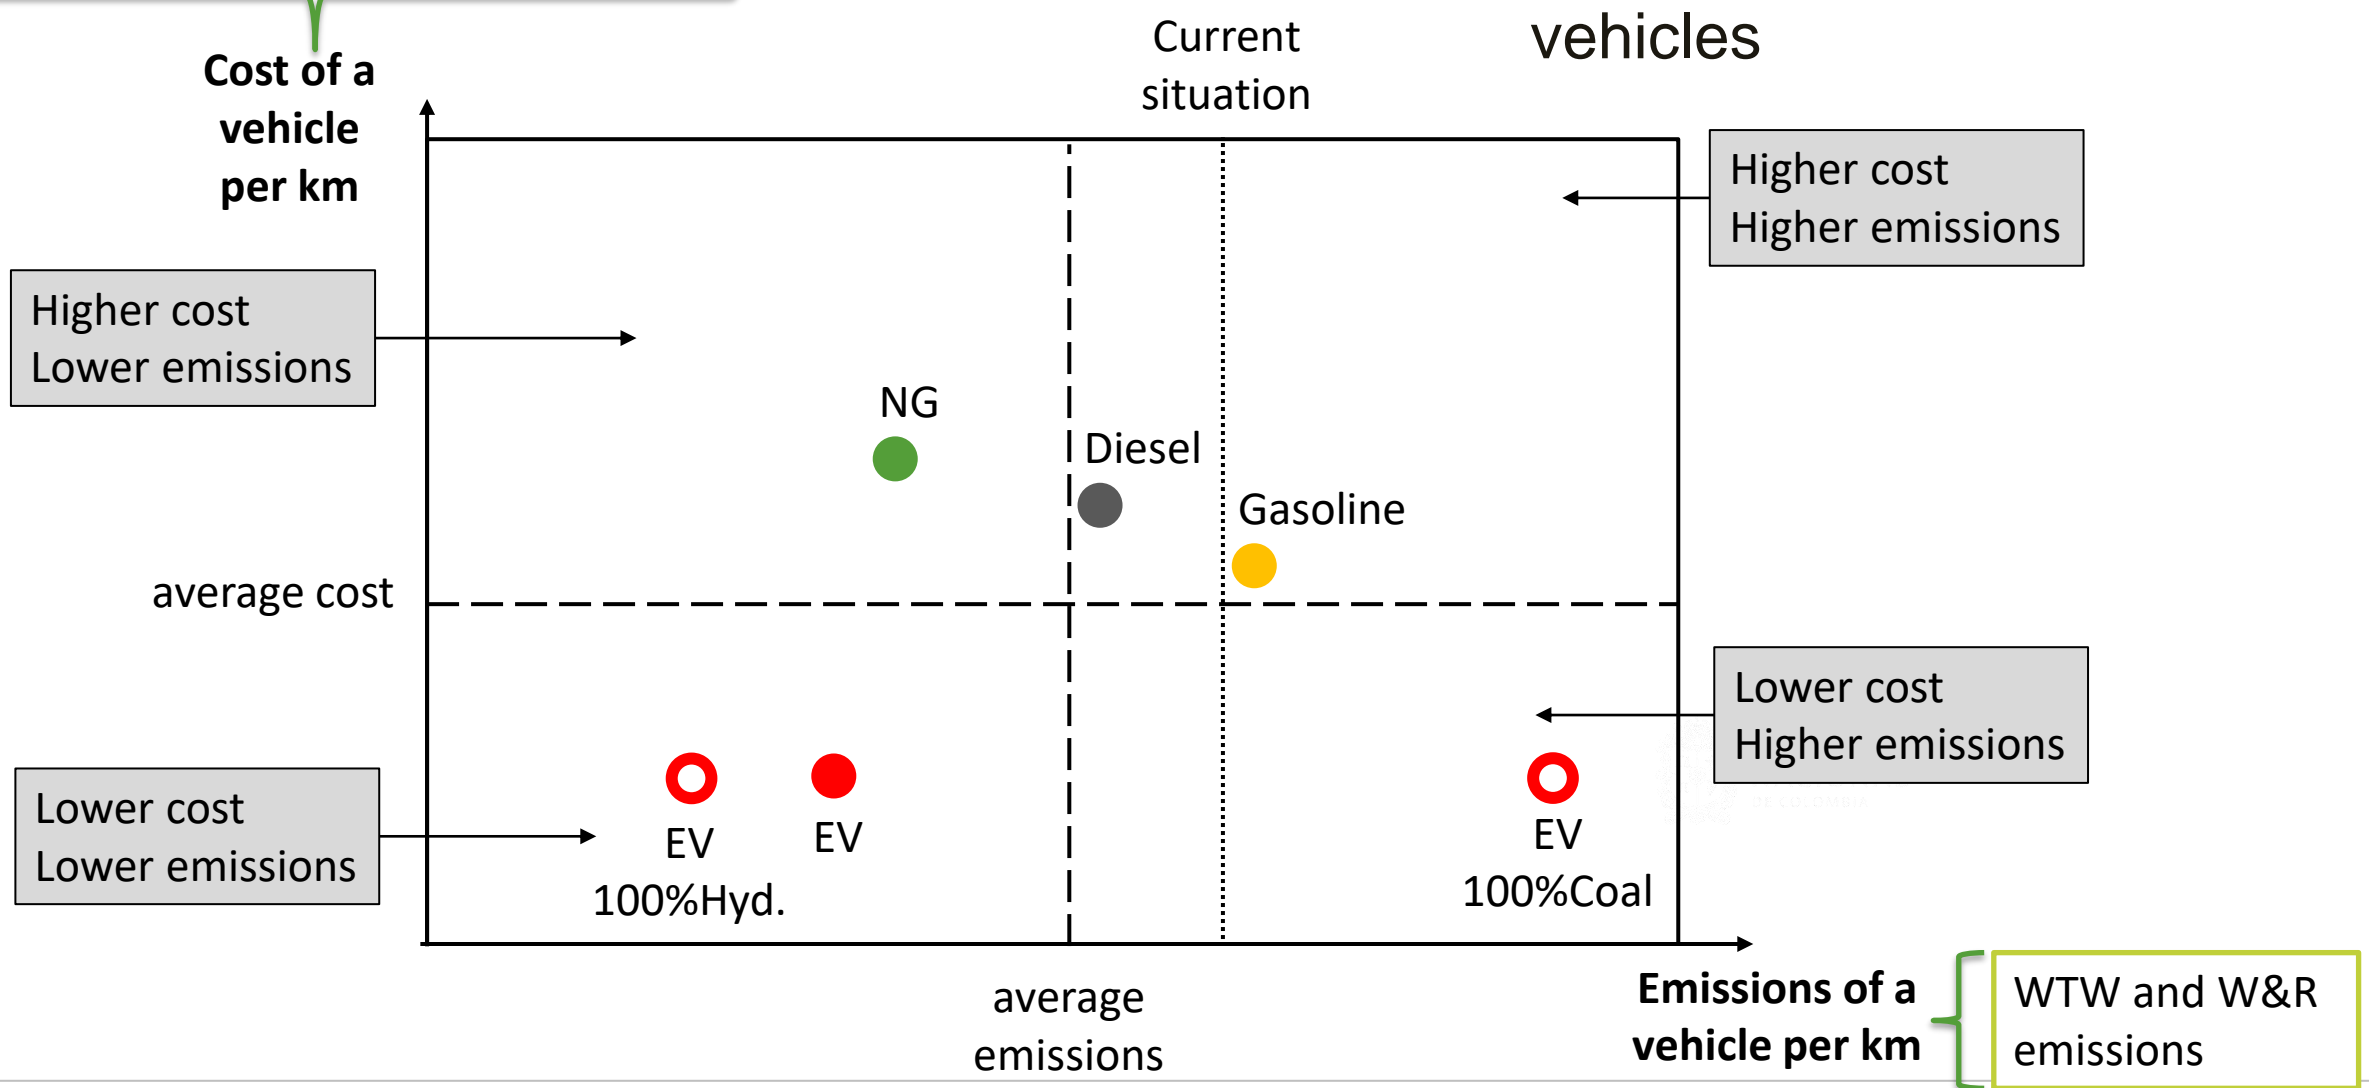 vehicles
Current
situation
Cost of a
vehicle
per km
Higher cost
Higher emissions
Higher cost
Lower emissions
NG
Diesel
Gasoline
average cost
Lower cost
Higher emissions
DE COLOMBIA
Lower cost
Lower emissions
EV
100%Hyd.
EV
EV
100%Coal
average
emissions
Emissions of a
vehicle per km
WTW and W&R
emissions